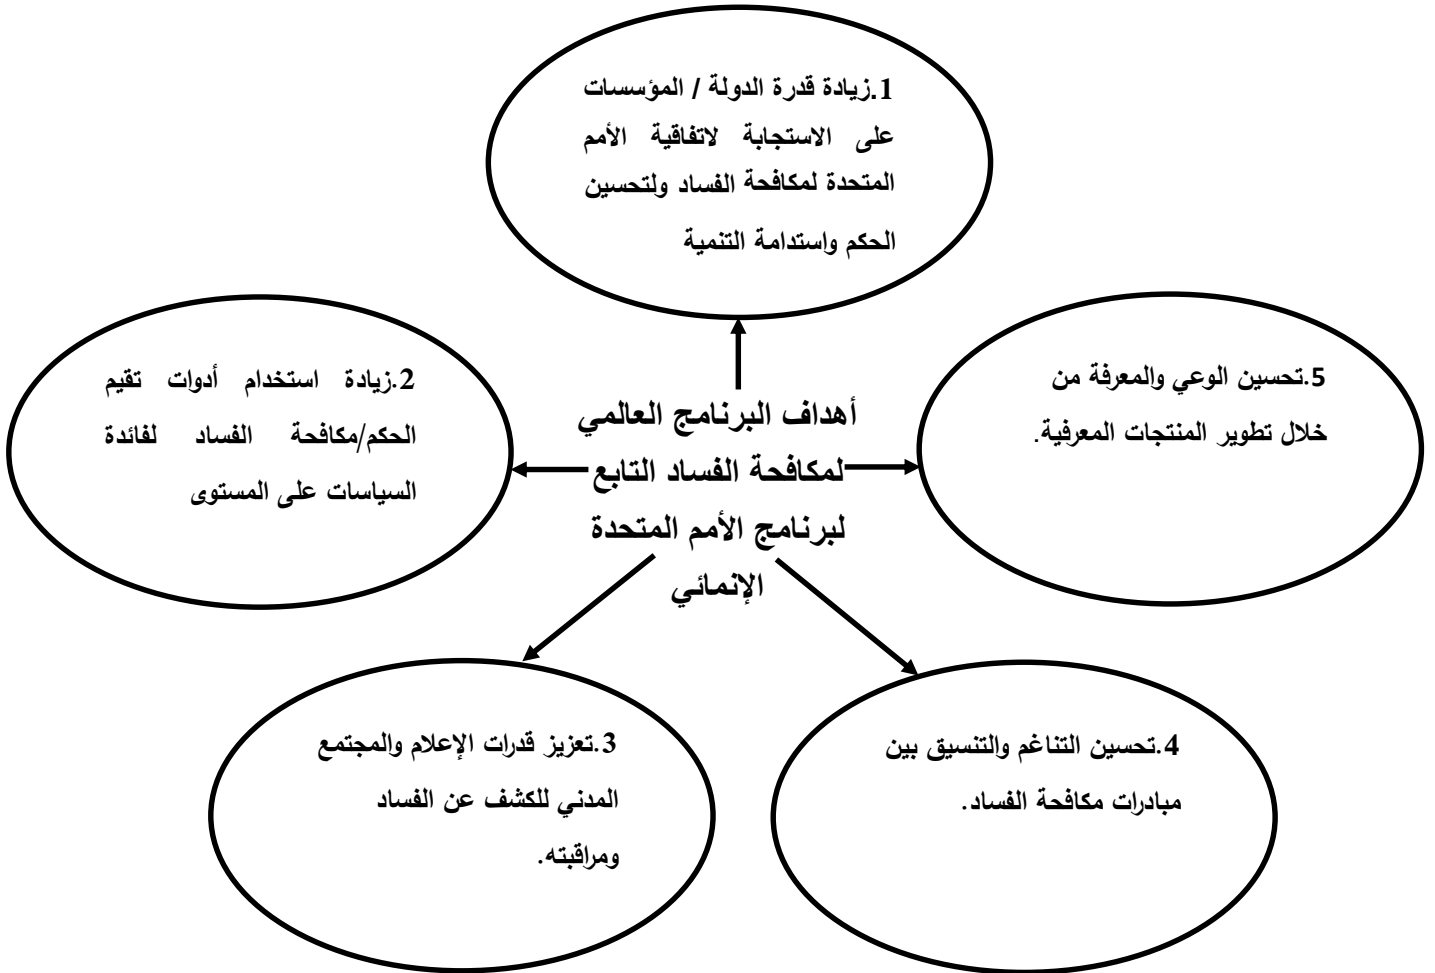 1.زيادة قدرة الدولة / المؤسسات
على الاستجابة لاتفاقية الأمم
المتحدة لمكافحة الفساد ولتحسين
الحكم واستدامة التنمية
2.زيادة استخدام أدوات تقيم
الحكم/مكافحة الفساد لفائدة
السياسات على المستوى
5.تحسين الوعي والمعرفة من
خلال تطوير المنتجات المعرفية.
أهداف البرنامج العالمي
لمكافحة الفساد التابع
لبرنامج الأمم المتحدة
الإنمائي
3.تعزيز قدرات الإعلام والمجتمع
المدني للكشف عن الفساد
ومراقبته.
4.تحسين التناغم والتنسيق بين
مبادرات مكافحة الفساد.